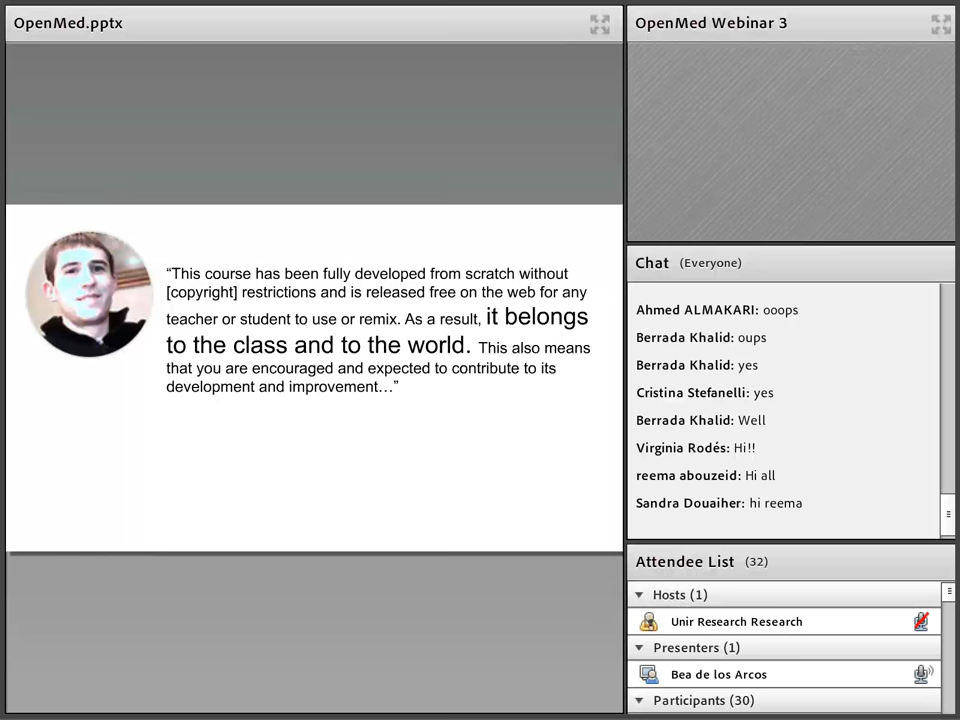 OpenMed.pptx
“This course has been fully developed from scratch without
[copyright] restrictions and is released free on the web for any
teacher or student to use or remix. As a result, it belongs
to the class and to the world. This also means
that you are encouraged and expected to contribute to its
development and improvement…”
OpenMed Webinar 3
Chat (Everyone)
Ahmed ALMAKARI: ooops
Berrada Khalid: oups
Berrada Khalid: yes
Cristina Stefanelli: yes
Berrada Khalid: Well
Virginia Rodés: Hi!!
reema abouzeid: Hi all
Sandra Douaiher: hi reema
Attendee List (32)
Hosts (1)
Unir Research Research
Presenters (1)
Bea de los Arcos
Participants (30)